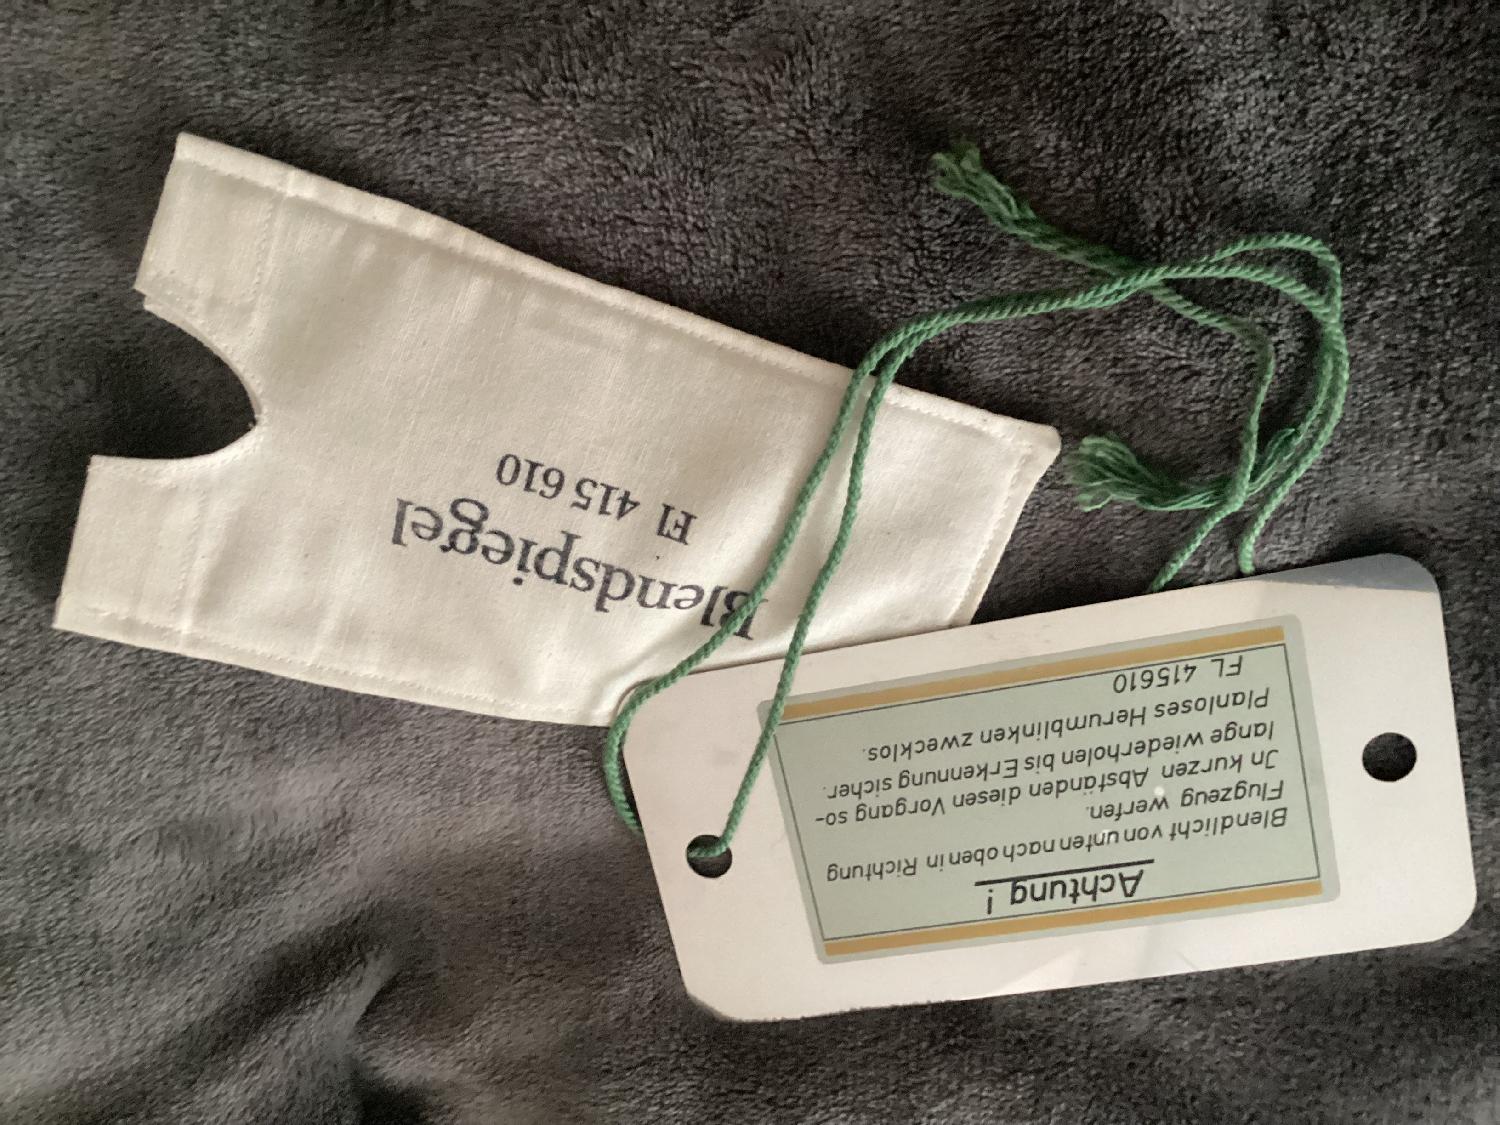 Blendspiegel
Fl 415 610
Achtung !
Blendlicht von unten nach oben in Richtung
Flugzeug werfen.
Jn kurzen Abständen diesen Vorgang so-
lange wiederholen bis Erkennung sicher.
Planloses Herumblinken zwecklos.
FL 415610